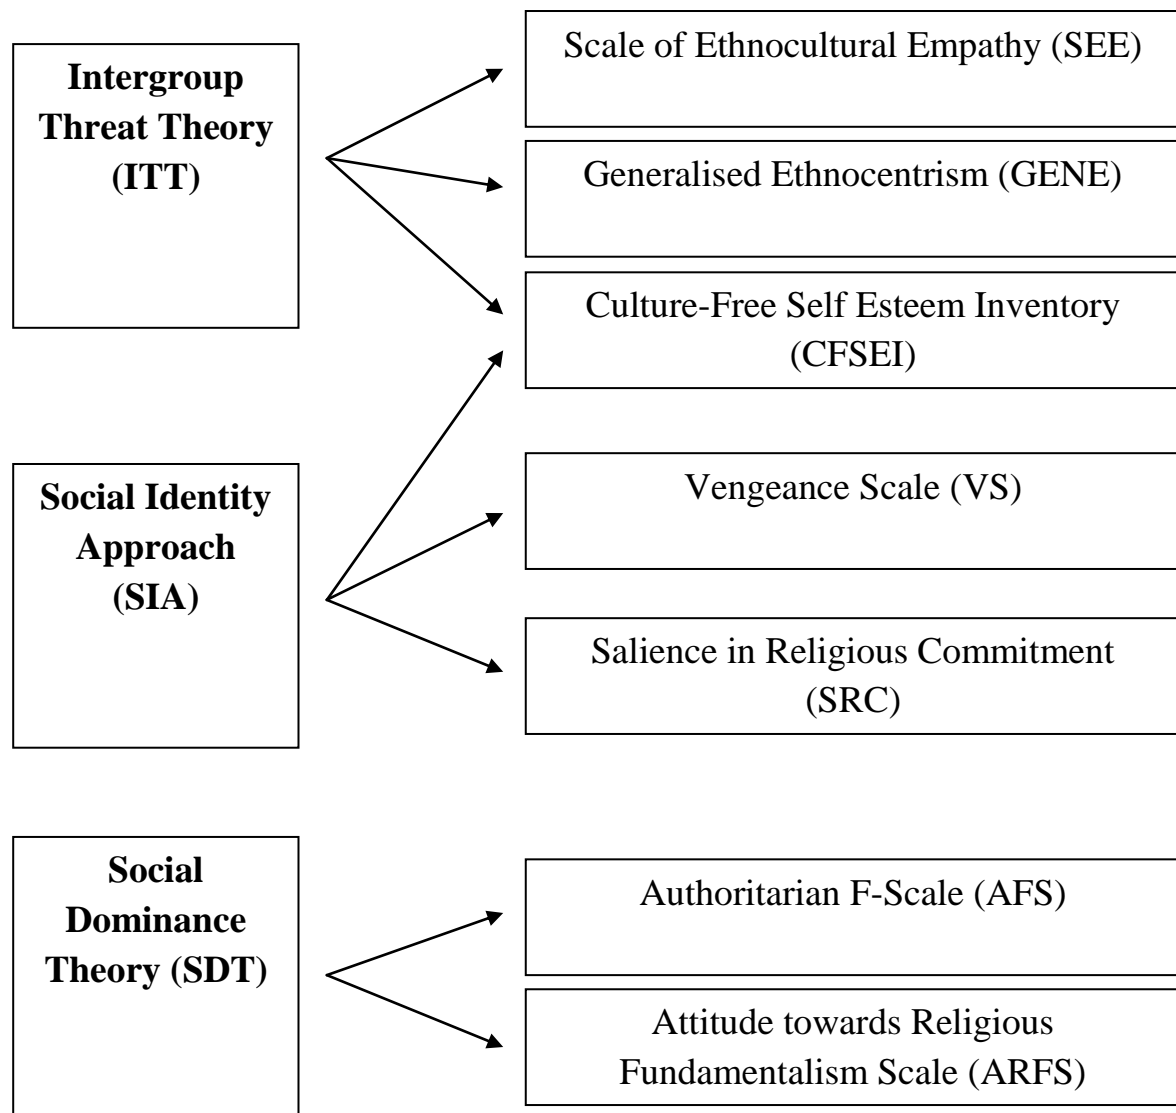 Intergroup
Threat Theory
(ITT)
Scale of Ethnocultural Empathy (SEE)
Generalised Ethnocentrism (GENE)
Culture-Free Self Esteem Inventory
(CFSEI)
Social Identity
Approach
(SIA)
Vengeance Scale (VS)
Salience in Religious Commitment
(SRC)
Social
Dominance
Theory (SDT)
Authoritarian F-Scale (AFS)
Attitude towards Religious
Fundamentalism Scale (ARFS)